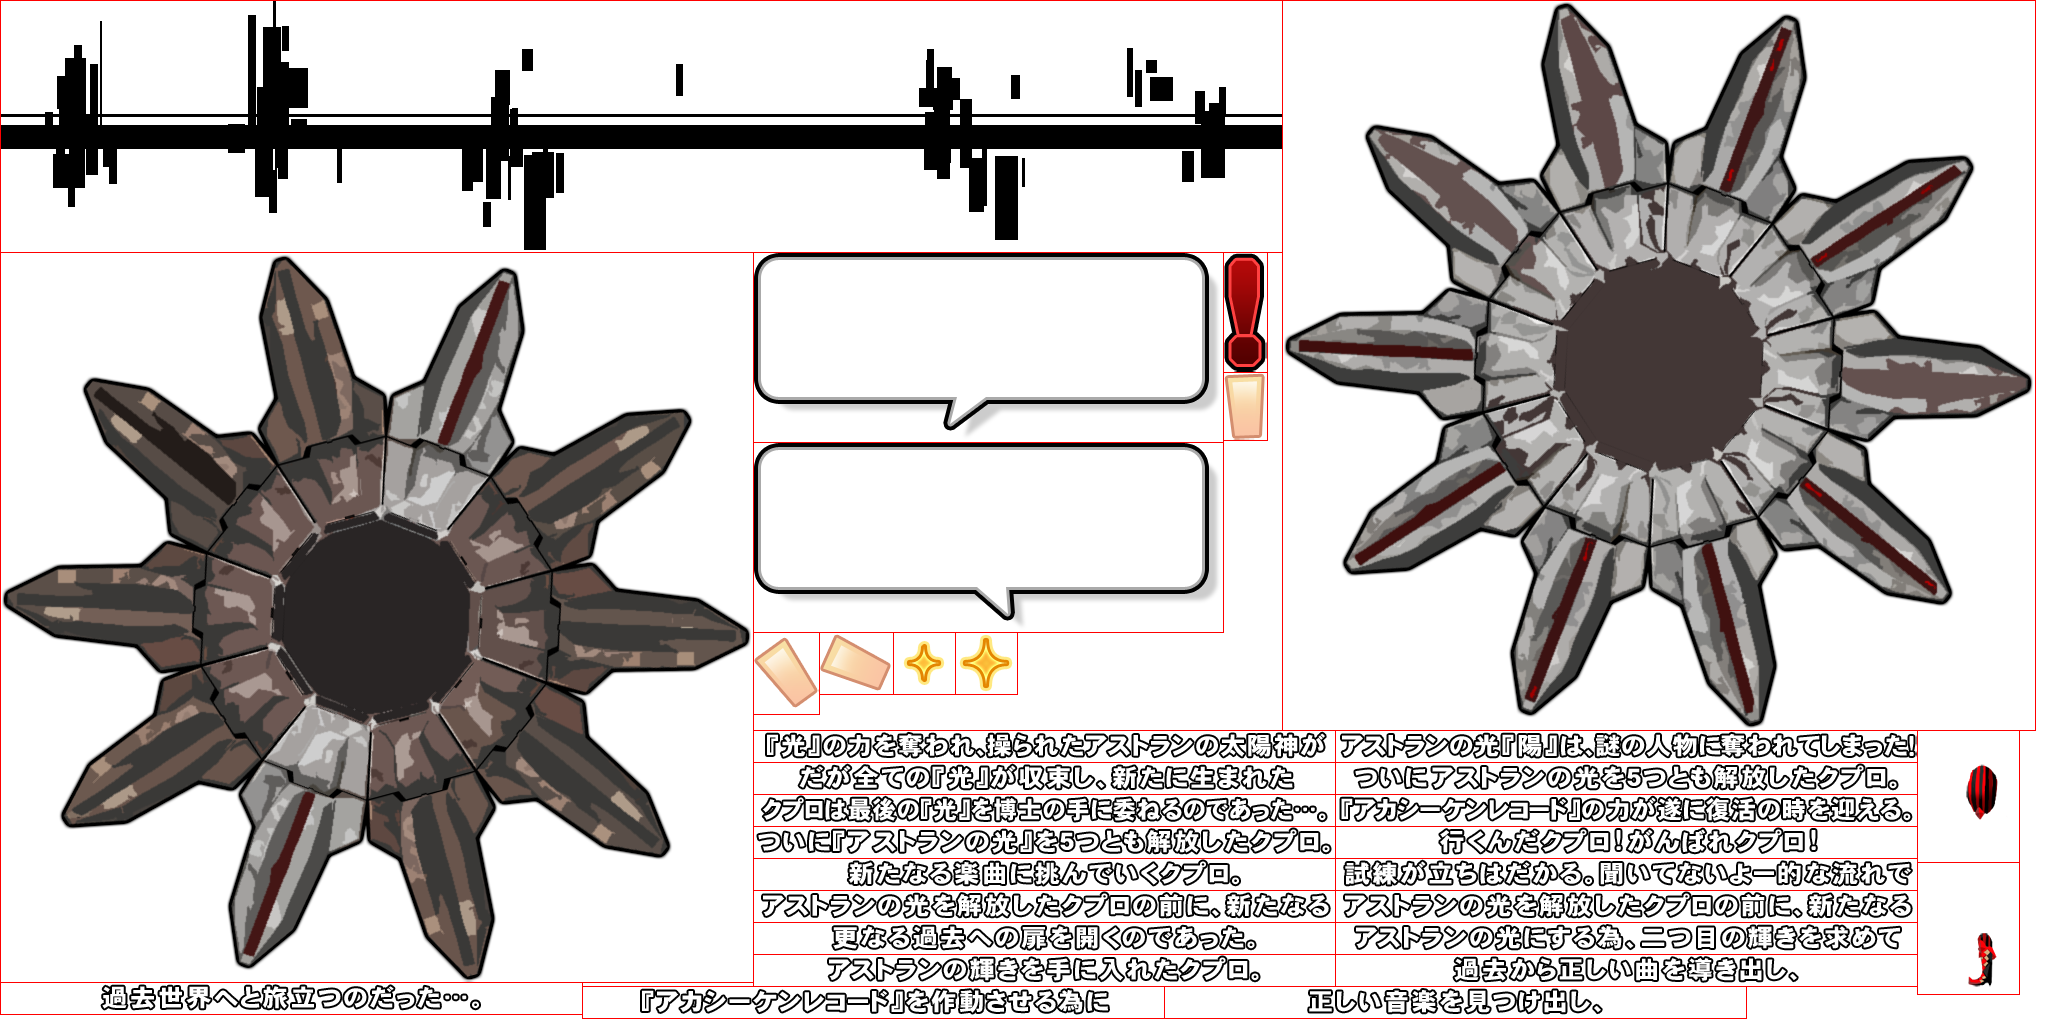 『光』の力を奪われ、操られたアストランの太陽神が
アストランの光『陽』は、謎の人物に奪われてしまった!
だが全ての『光』が収束し、新たに生まれた
ついにアストランの光を5つとも解放したクプロ。
クプロは最後の『光』を博士の手に委ねるのであった…。
『アカシーケンレコード』の力が遂に復活の時を迎える。
ついに『アストランの光』を5つとも解放したクプロ。
行くんだクプロ!がんばれクプロ!
新たなる楽曲に挑んでいくクプロ。
試練が立ちはだかる。聞いてないよー的な流れで
アストランの光を解放したクプロの前に、新たなる
アストランの光を解放したクプロの前に、新たなる
更なる過去への扉を開くのであった。
アストランの光にする為、二つ目の輝きを求めて
アストランの輝きを手に入れたクプロ。
過去から正しい曲を導き出し、
過去世界へと旅立つのだった…。
『アカシーケンレコード』を作動させる為に
正しい音楽を見つけ出し、